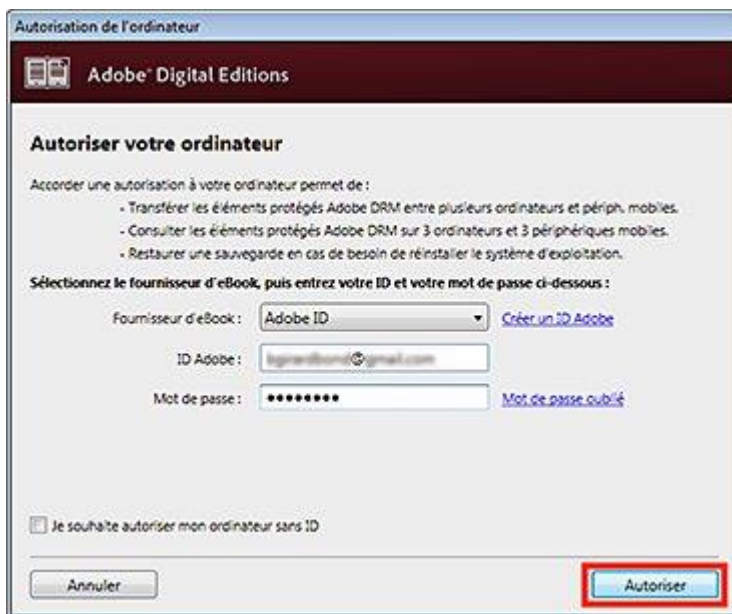 Autorisation de l'ordinateur
Adobe® Digital Editions
Autoriser votre ordinateur
Accorder une autorisation à votre ordinateur permet de :
- Transférer les éléments protégés Adobe DRM entre plusieurs ordinateurs et périph. mobiles.
- Consulter les éléments protégés Adobe DRM sur 3 ordinateurs et 3 périphériques mobiles.
- Restaurer une sauvegarde en cas de besoin de réinstaller le système d'exploitation.
Sélectionnez le fournisseur d'eBook, puis entrez votre ID et votre mot de passe ci-dessous :
Fournisseur d'eBook : Adobe ID Créer un ID Adobe
ID Adobe :
Mot de passe : •••••••• Mot de passe oublié
Je souhaite autoriser mon ordinateur sans ID
Annuler Autoriser